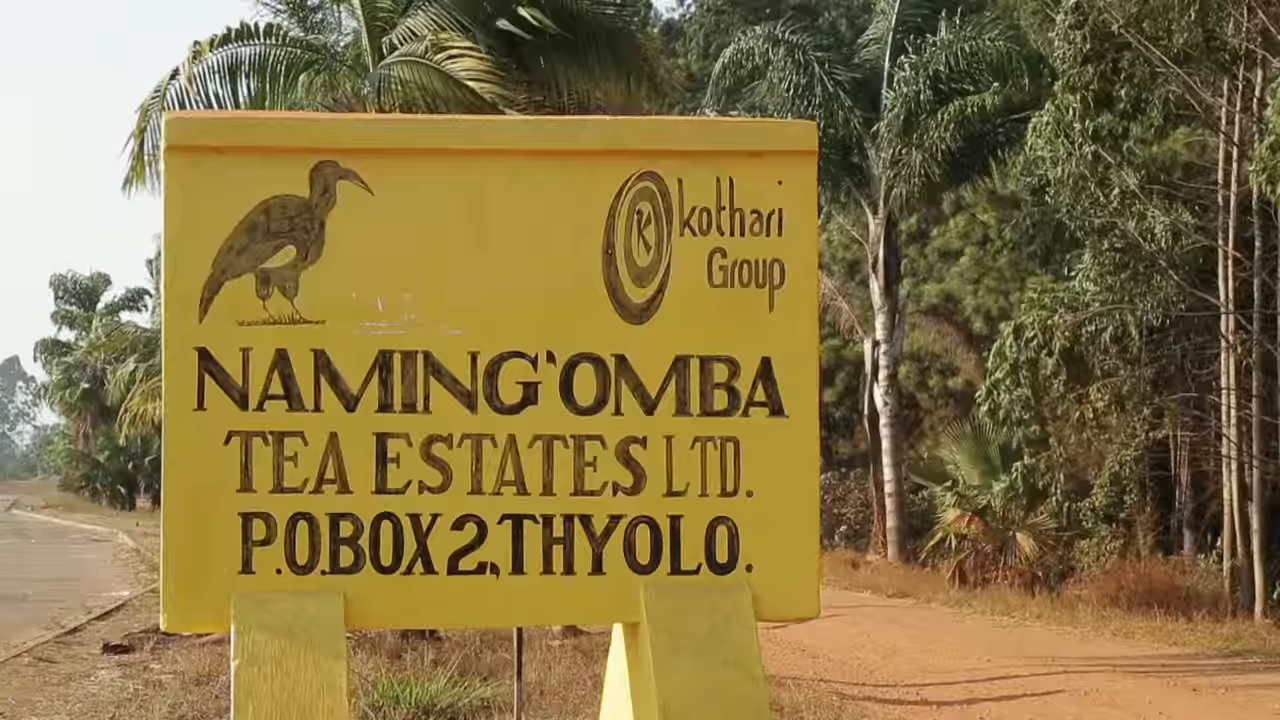 K
kothari
Group
NAMING'OMBA
TEA ESTATES LTD.
P.O.BOX 2, THYOLO.